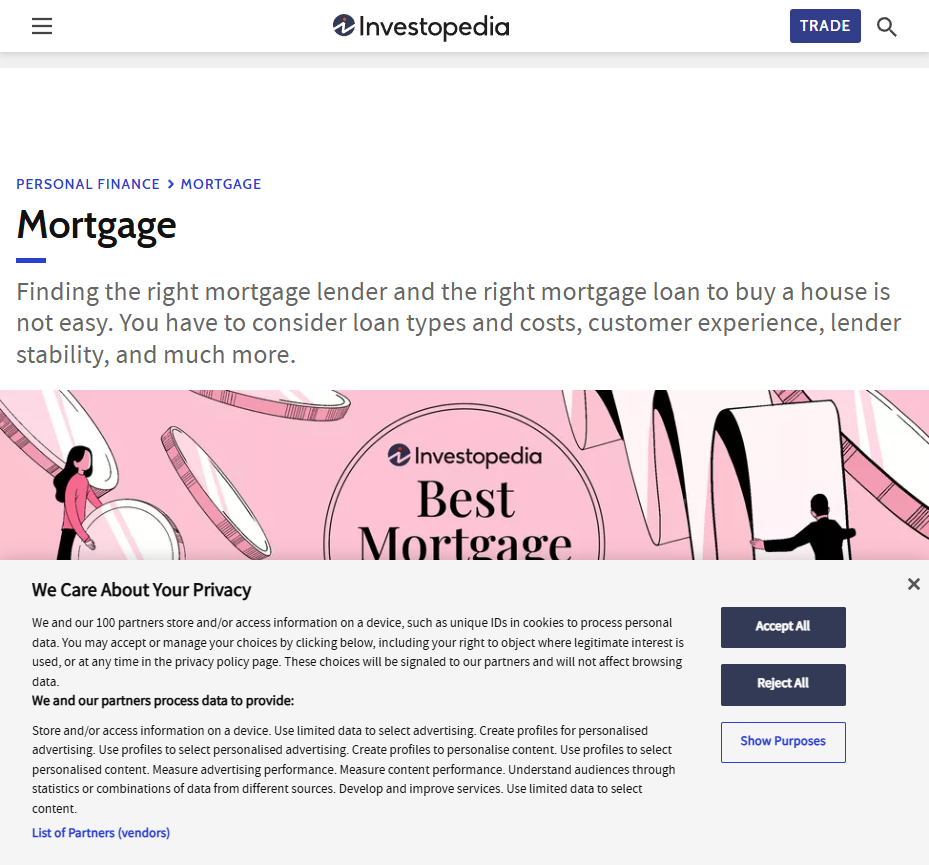 Investopedia
TRADE
PERSONAL FINANCE > MORTGAGE
Mortgage
Finding the right mortgage lender and the right mortgage loan to buy a house is
not easy. You have to consider loan types and costs, customer experience, lender
stability, and much more.
Investopedia
Best
Mortgage
We Care About Your Privacy
We and our 100 partners store and/or access information on a device, such as unique IDs in cookies to process personal
data. You may accept or manage your choices by clicking below, including your right to object where legitimate interest is
used, or at any time in the privacy policy page. These choices will be signaled to our partners and will not affect browsing
data.
We and our partners process data to provide:
Store and/or access information on a device. Use limited data to select advertising. Create profiles for personalised
advertising. Use profiles to select personalised advertising. Create profiles to personalise content. Use profiles to select
personalised content. Measure advertising performance. Measure content performance. Understand audiences through
statistics or combinations of data from different sources. Develop and improve services. Use limited data to select
content.
List of Partners (vendors)
Accept All
Reject All
Show Purposes